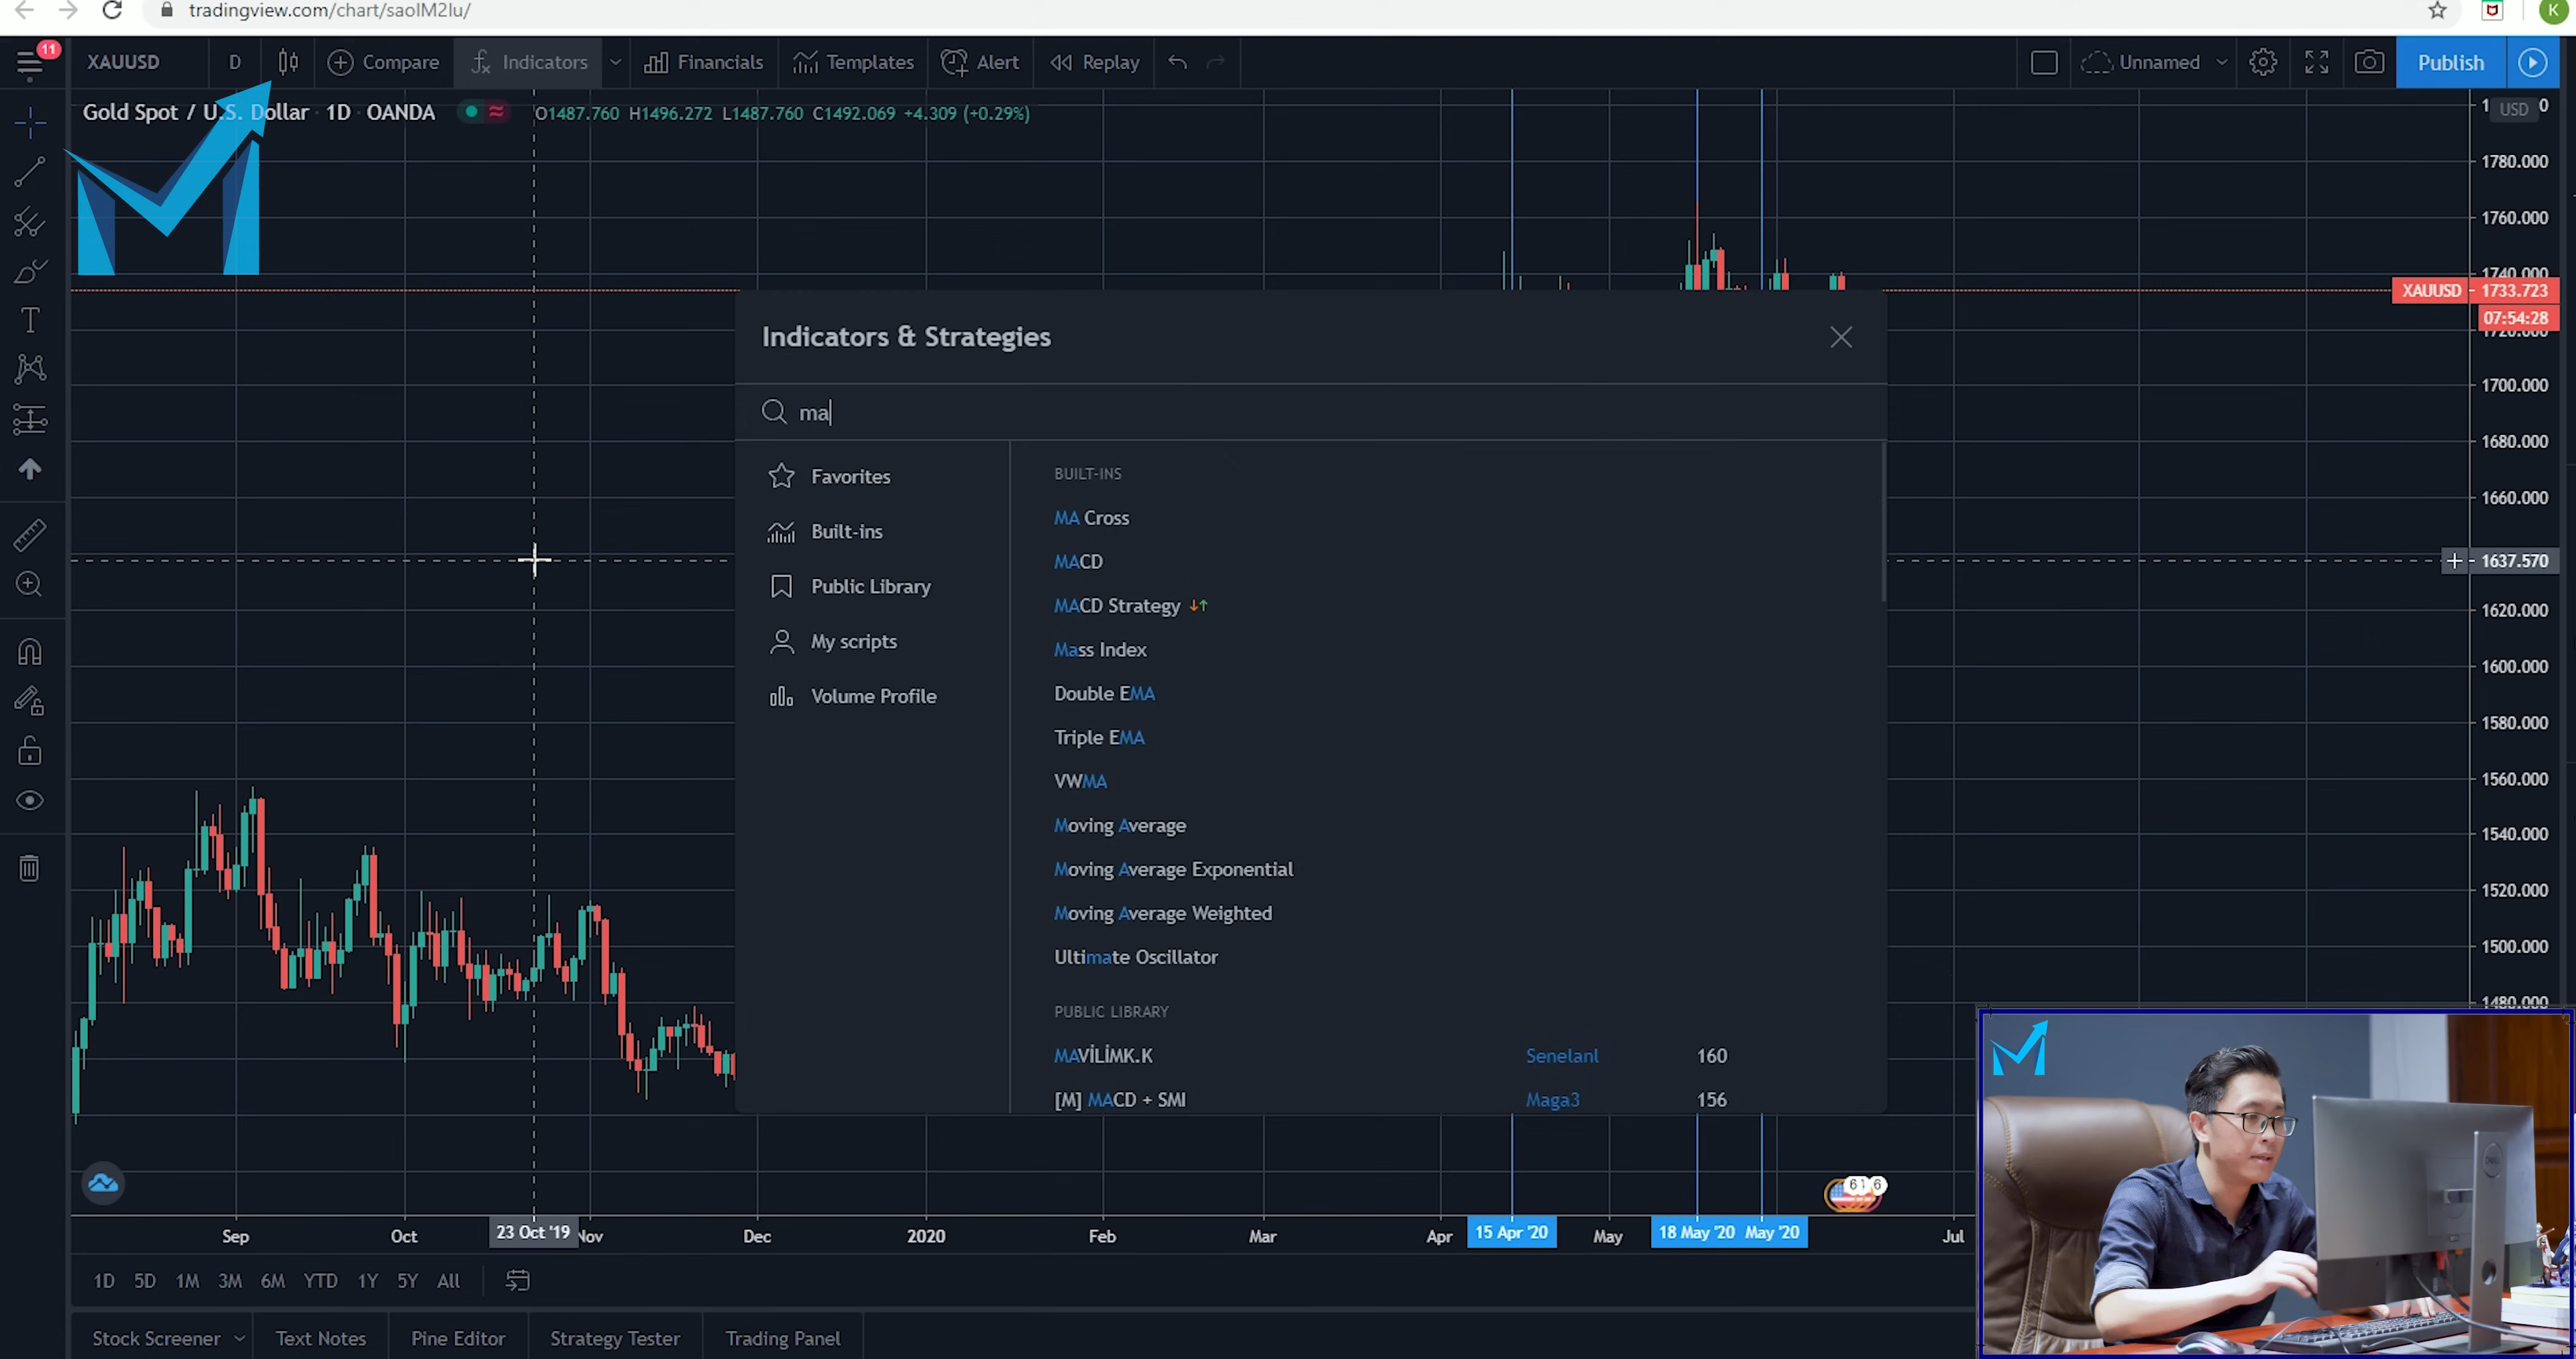 tradingview.com/chart/saolM2Iu/
K
11
XAUUSD D Compare Indicators Financials Templates Alert Replay Unnamed Publish
Gold Spot / U.S. Dollar · 1D · OANDA O1487.760 H1496.272 L1487.760 C1492.069 +4.309 (+0.29%)
USD
1780.000
1760.000
1740.000
XAUUSD 1733.723
07:54:28
1720.000
1700.000
1680.000
1660.000
1637.570
1620.000
1600.000
1580.000
1560.000
1540.000
1520.000
1500.000
1480.000
Indicators & Strategies
ma
Favorites
Built-ins
Public Library
My scripts
Volume Profile
BUILT-INS
MA Cross
MACD
MACD Strategy
Mass Index
Double EMA
Triple EMA
VWMA
Moving Average
Moving Average Exponential
Moving Average Weighted
Ultimate Oscillator
PUBLIC LIBRARY
MAVİLİMK.K Senelanl 160
[M] MACD + SMI Maga3 156
Sep Oct 23 Oct '19 Nov Dec 2020 Feb Mar Apr 15 Apr '20 May 18 May '20 May '20 Jul
1D 5D 1M 3M 6M YTD 1Y 5Y All
Stock Screener Text Notes Pine Editor Strategy Tester Trading Panel